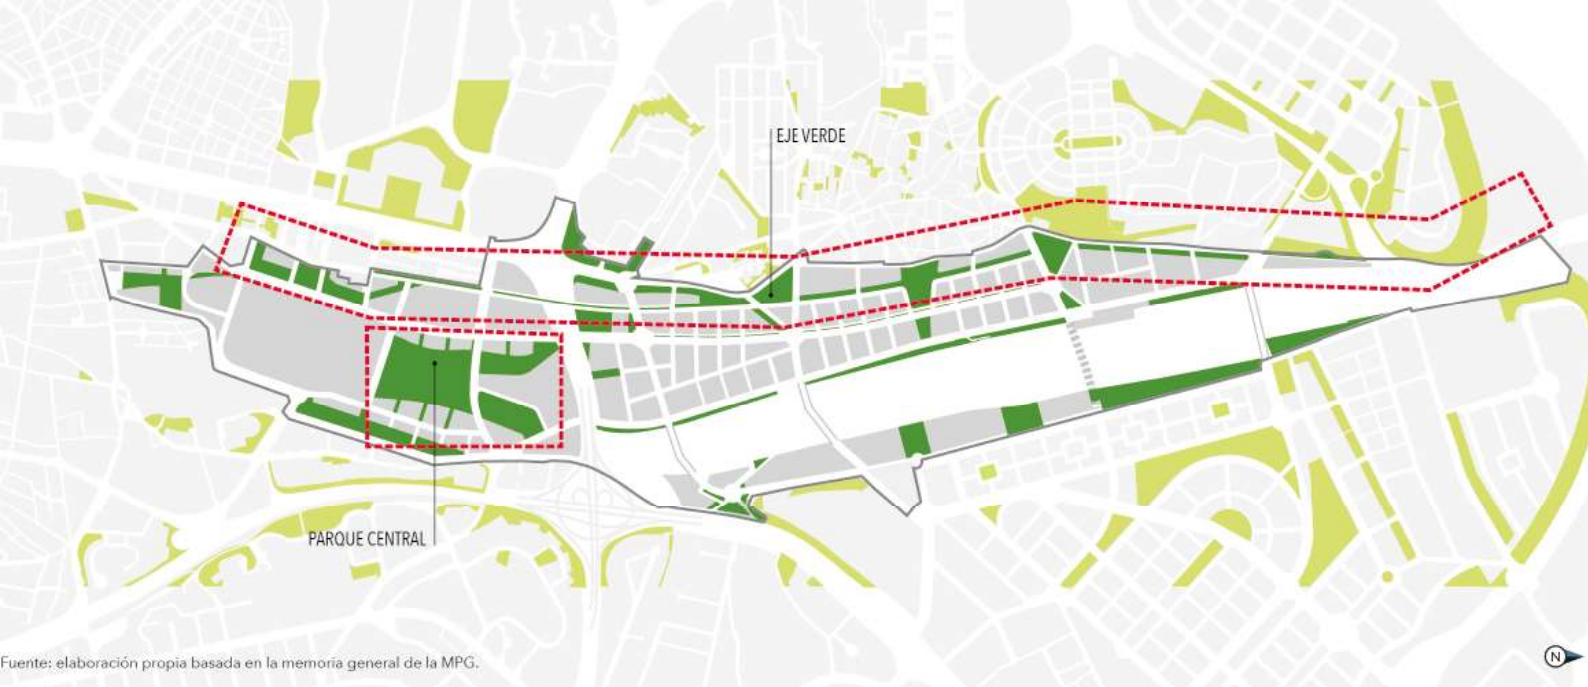 EJE VERDE
PARQUE CENTRAL
Fuente: elaboración propia basada en la memoria general de la MPG.
N